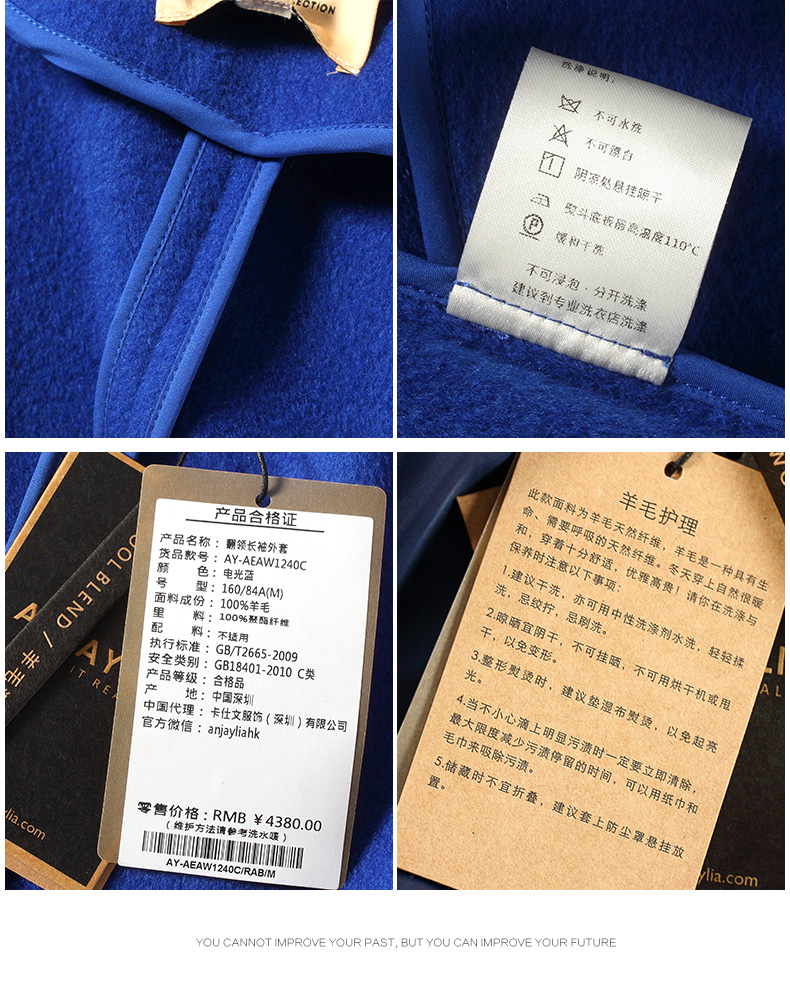 ECTION
洗涤说明:
不可水洗
不可漂白
阴凉处悬挂晾干
熨斗底板最高温度110℃
P
缓和干洗
不可浸泡·分开洗涤
建议到专业洗衣店洗涤
OOL BLEND / 羊毛
IT REA
ylia.com
产品合格证
产品名称: 翻领长袖外套
货品款号: AY-AEAW1240C
颜 色: 电光蓝
号 型: 160/84A(M)
面料成份: 100%羊毛
里 料: 100%聚酯纤维
配 料: 不适用
执行标准: GB/T2665-2009
安全类别: GB18401-2010 C类
产品等级: 合格品
产 地: 中国深圳
中国代理: 卡仕文服饰(深圳)有限公司
官方微信: anjayliahk
零售价格: RMB ¥4380.00
(维护方法请参考洗水唛)
AY-AEAW1240C/RAB/M
羊毛护理
此款面料为羊毛天然纤维,羊毛是一种具有生
命、需要呼吸的天然纤维。冬天穿上自然很暖
和,穿着十分舒适,优雅高贵!请你在洗涤与
保养时注意以下事项:
1.建议干洗,亦可用中性洗涤剂水洗,轻轻揉
洗,忌绞拧,忌刷洗。
2.晾晒宜阴干,不可挂晒,不可用烘干机或甩
干,以免变形。
3.整形熨烫时,建议垫湿布熨烫,以免起亮
光。
4.当不小心滴上明显污渍时一定要立即清除,
最大限度减少污渍停留的时间,可以用纸巾和
毛巾来吸除污渍。
5.储藏时不宜折叠,建议套上防尘罩悬挂放
置。
ylia.com
YOU CANNOT IMPROVE YOUR PAST, BUT YOU CAN IMPROVE YOUR FUTURE